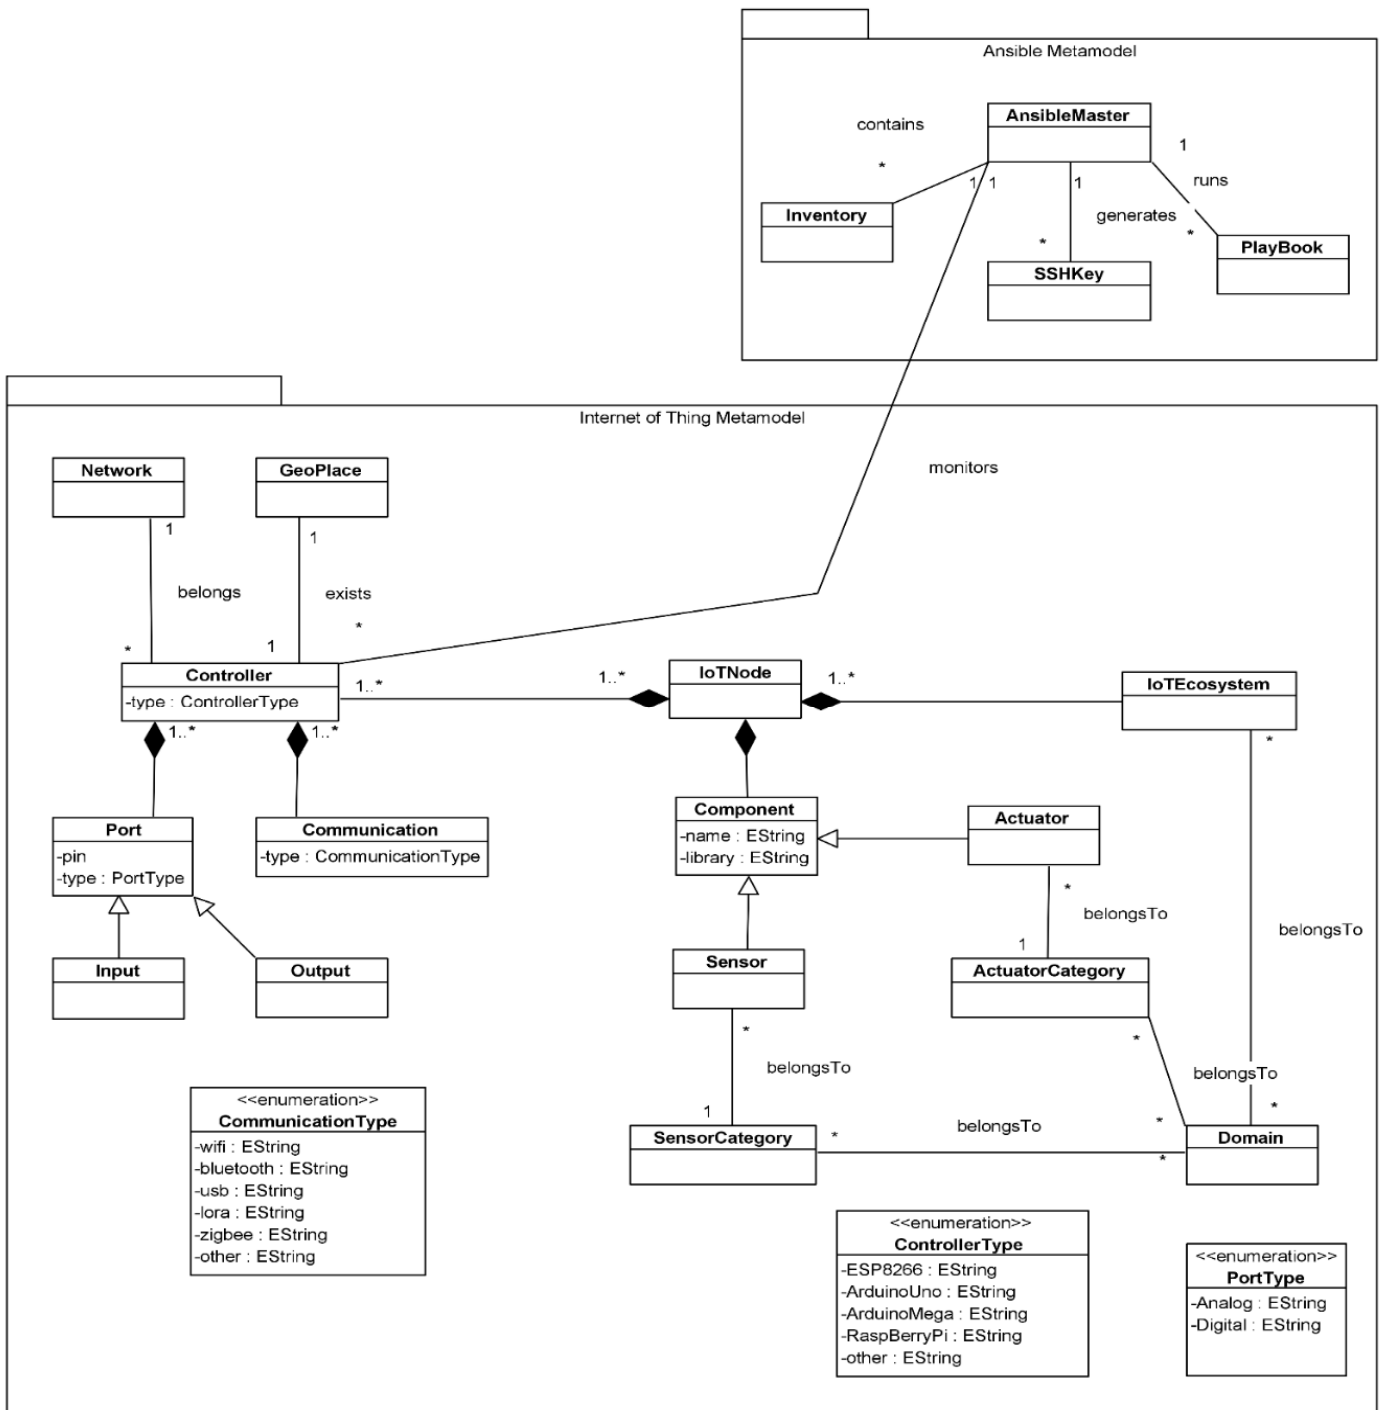 Ansible Metamodel
AnsibleMaster
contains
*
1
1
1
1
runs
generates
*
*
Inventory
SSHKey
PlayBook
Internet of Thing Metamodel
monitors
Network
GeoPlace
1
1
belongs
exists
*
*
1
Controller
-type : ControllerType
1..*
1..*
IoTNode
1..*
IoTEcosystem
*
1..*
1..*
Port
-pin
-type : PortType
Communication
-type : CommunicationType
Component
-name : EString
-library : EString
Actuator
*
belongsTo
1
belongsTo
Input
Output
Sensor
ActuatorCategory
*
*
belongsTo
belongsTo
1
*
*
<<enumeration>>
CommunicationType
-wifi : EString
-bluetooth : EString
-usb : EString
-lora : EString
-zigbee : EString
-other : EString
SensorCategory
*
belongsTo
*
Domain
<<enumeration>>
ControllerType
-ESP8266 : EString
-ArduinoUno : EString
-ArduinoMega : EString
-RaspBerryPi : EString
-other : EString
<<enumeration>>
PortType
-Analog : EString
-Digital : EString